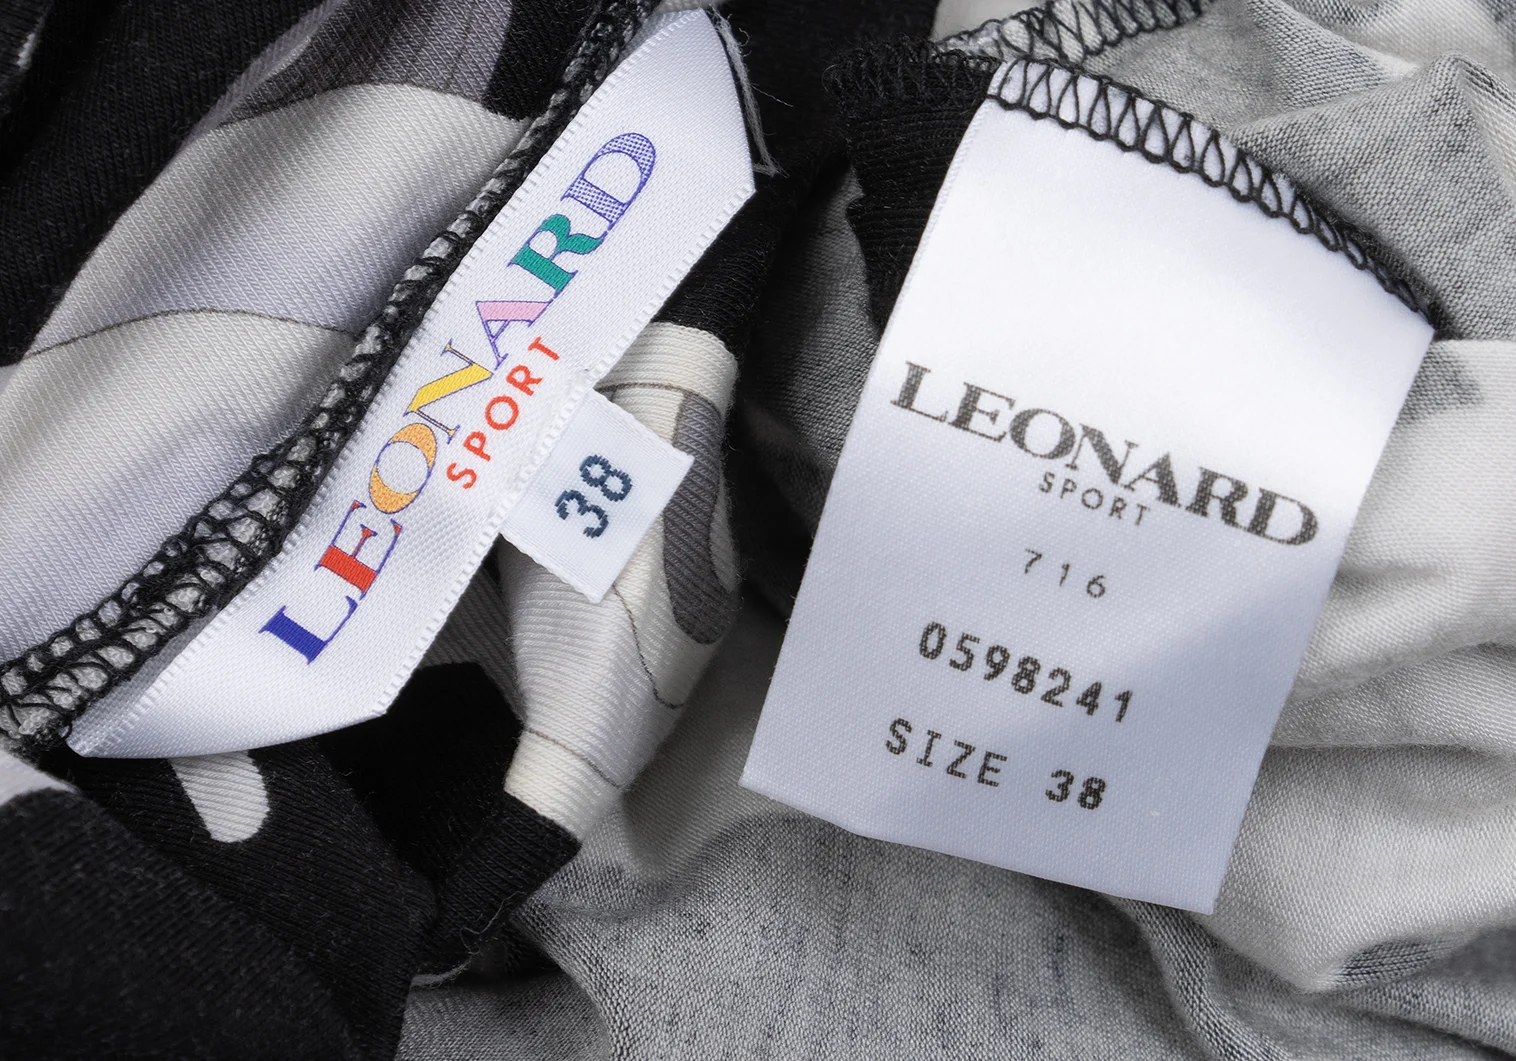 LEONARD
SPORT
38
LEONARD
SPORT
716
0598241
SIZE 38